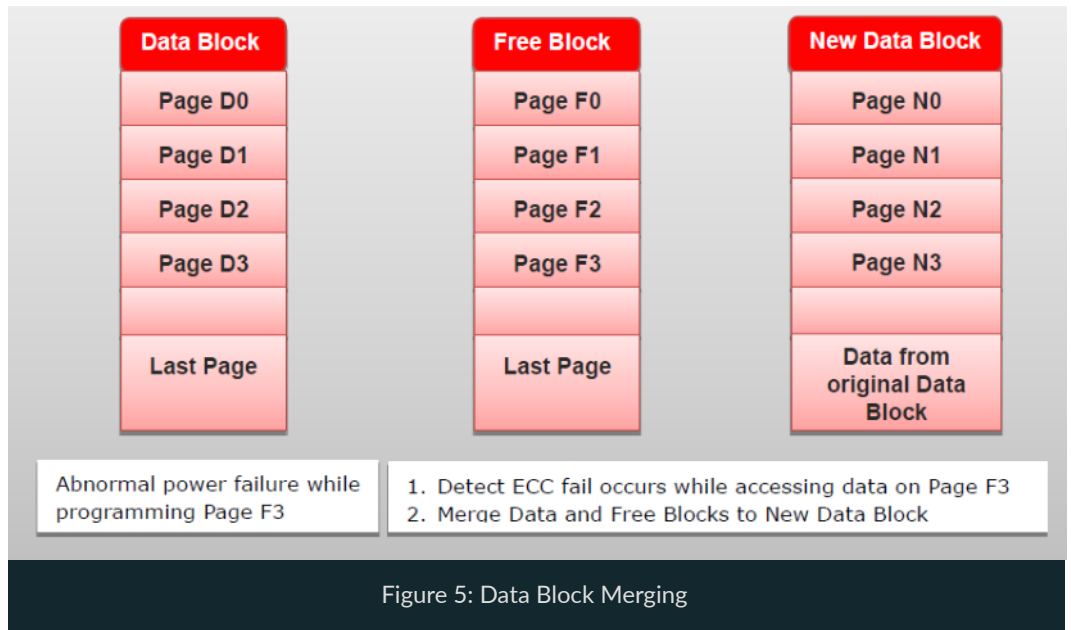 Data Block
Page D0
Page D1
Page D2
Page D3
Last Page
Free Block
Page F0
Page F1
Page F2
Page F3
Last Page
New Data Block
Page N0
Page N1
Page N2
Page N3
Data from
original Data
Block
Abnormal power failure while
programming Page F3
1. Detect ECC fail occurs while accessing data on Page F3
2. Merge Data and Free Blocks to New Data Block
Figure 5: Data Block Merging